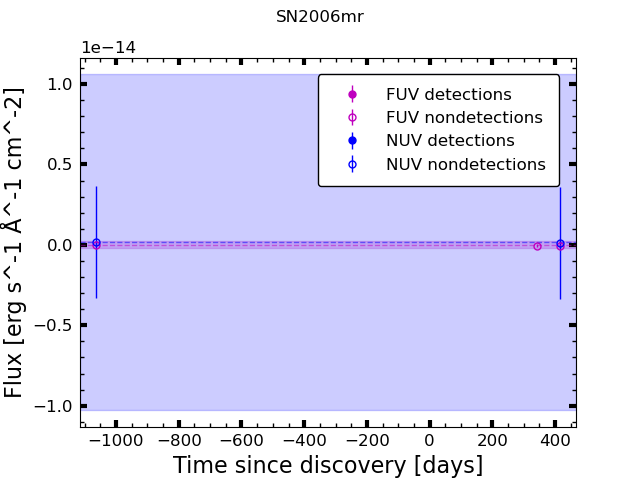 SN2006mr
1e−14
FUV detections
FUV nondetections
NUV detections
NUV nondetections
1.0
0.5
0.0
−0.5
−1.0
Flux [erg s^-1 Å^-1 cm^-2]
−1000 −800 −600 −400 −200 0 200 400
Time since discovery [days]